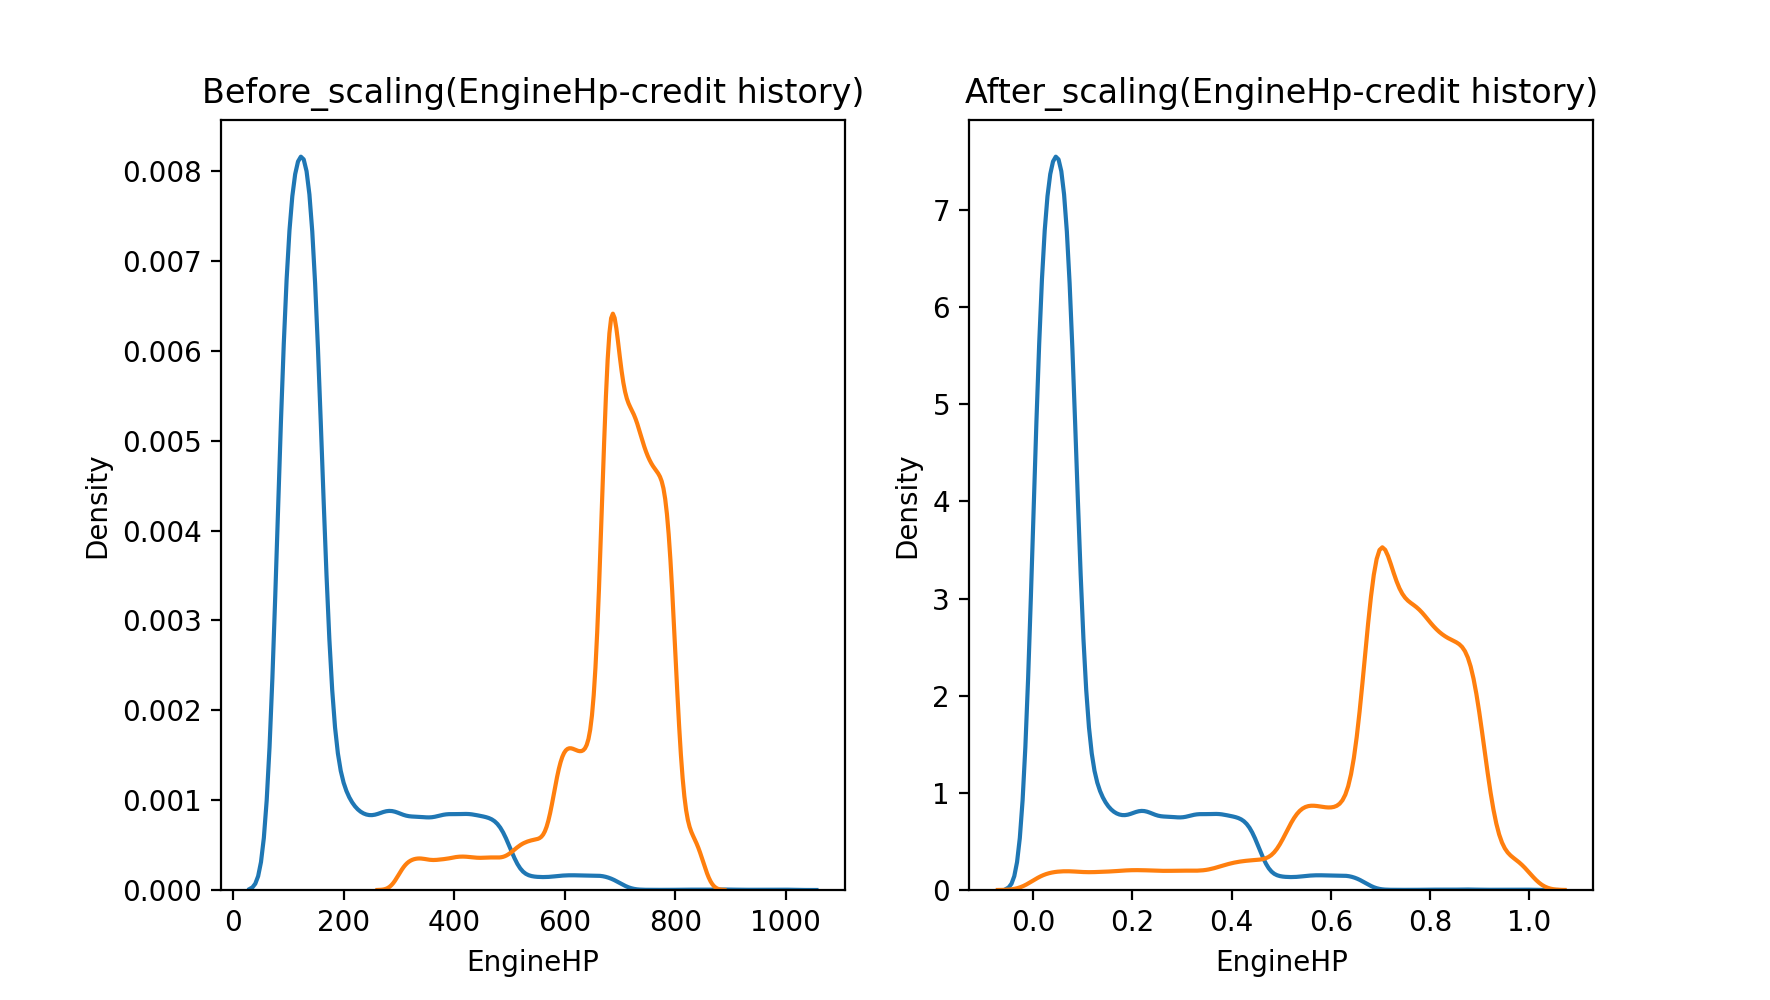 Before_scaling(EngineHp-credit history)
0.008
0.007
0.006
0.005
0.004
0.003
0.002
0.001
0.000
Density
0 200 400 600 800 1000
EngineHP
After_scaling(EngineHp-credit history)
7
6
5
4
3
2
1
0
Density
0.0 0.2 0.4 0.6 0.8 1.0
EngineHP